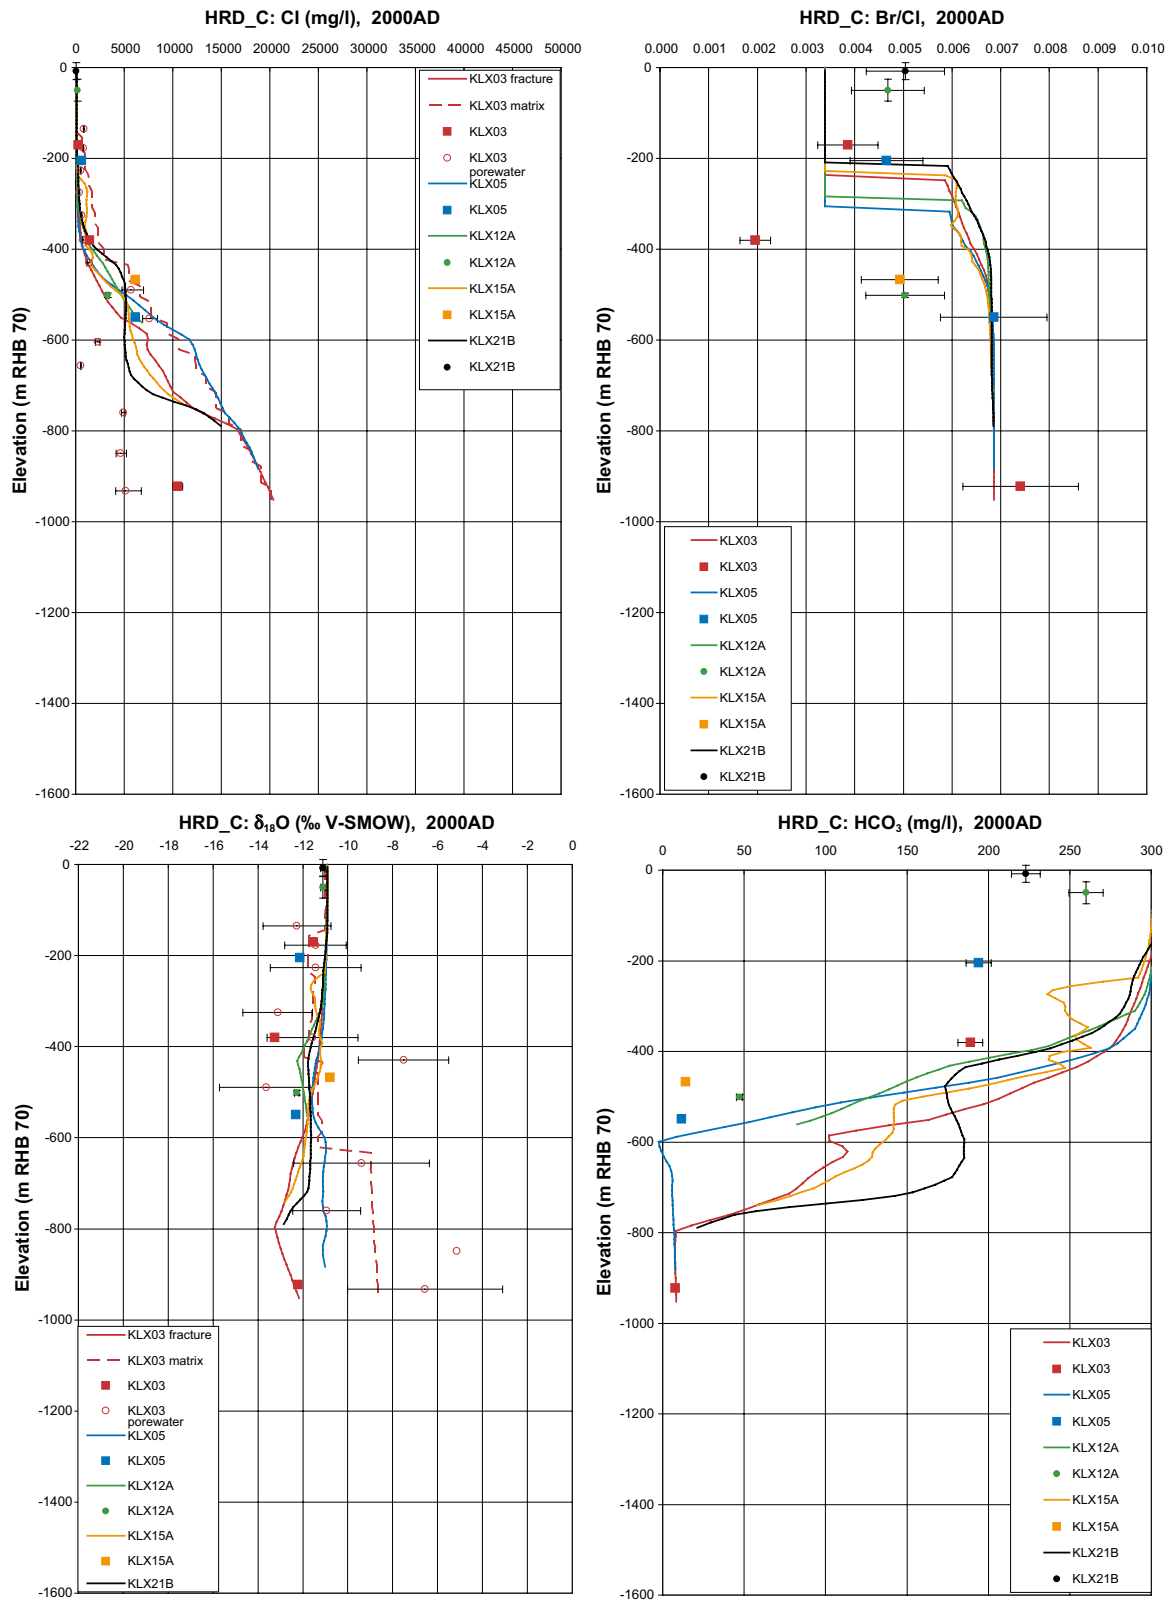 HRD_C: Cl (mg/l), 2000AD
0 5000 10000 15000 20000 25000 30000 35000 40000 45000 50000
0
-200
-400
-600
-800
-1000
-1200
-1400
-1600
Elevation (m RHB 70)
KLX03 fracture
KLX03 matrix
KLX03
KLX03
porewater
KLX05
KLX05
KLX12A
KLX12A
KLX15A
KLX15A
KLX21B
KLX21B
HRD_C: Br/Cl, 2000AD
0.000 0.001 0.002 0.003 0.004 0.005 0.006 0.007 0.008 0.009 0.010
0
-200
-400
-600
-800
-1000
-1200
-1400
-1600
Elevation (m RHB 70)
KLX03
KLX03
KLX05
KLX05
KLX12A
KLX12A
KLX15A
KLX15A
KLX21B
KLX21B
HRD_C: δ₁₈O (‰ V-SMOW), 2000AD
-22 -20 -18 -16 -14 -12 -10 -8 -6 -4 -2 0
0
-200
-400
-600
-800
-1000
-1200
-1400
-1600
Elevation (m RHB 70)
KLX03 fracture
KLX03 matrix
KLX03
KLX03
porewater
KLX05
KLX05
KLX12A
KLX12A
KLX15A
KLX15A
KLX21B
HRD_C: HCO₃ (mg/l), 2000AD
0 50 100 150 200 250 300
0
-200
-400
-600
-800
-1000
-1200
-1400
-1600
Elevation (m RHB 70)
KLX03
KLX03
KLX05
KLX05
KLX12A
KLX12A
KLX15A
KLX15A
KLX21B
KLX21B